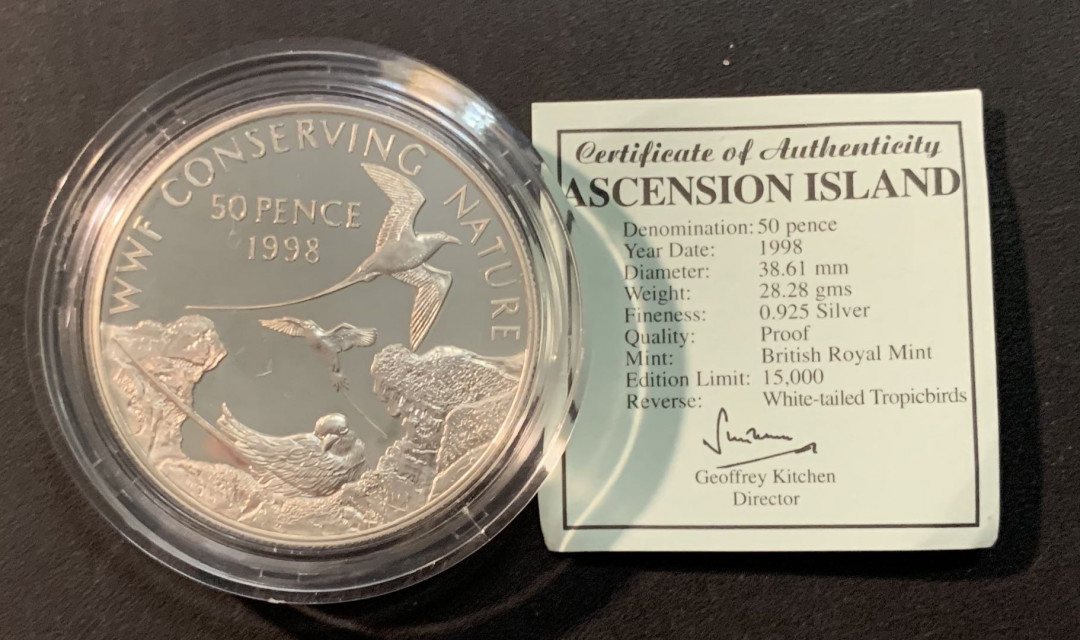 WWF CONSERVING NATURE
50 PENCE
1998
Certificate of Authenticity
ASCENSION ISLAND
Denomination: 50 pence
Year Date: 1998
Diameter: 38.61 mm
Weight: 28.28 gms
Fineness: 0.925 Silver
Quality: Proof
Mint: British Royal Mint
Edition Limit: 15,000
Reverse: White-tailed Tropicbirds
Geoffrey Kitchen
Director